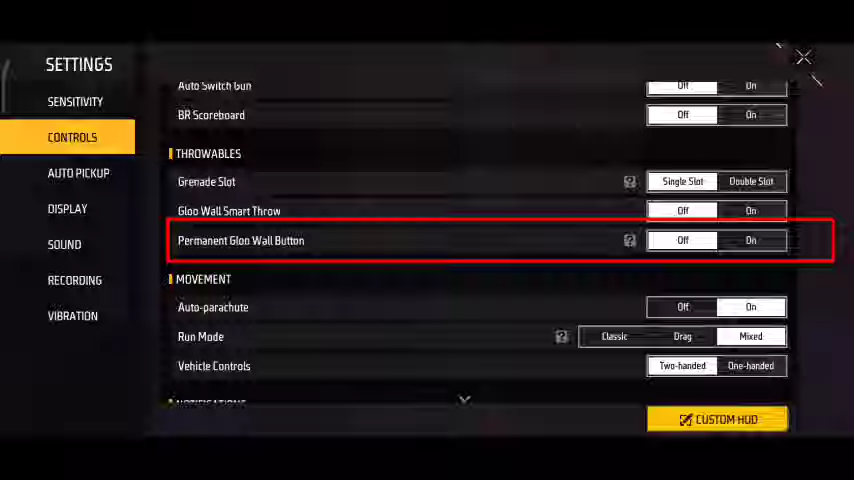 SETTINGS
SENSITIVITY
CONTROLS
AUTO PICKUP
DISPLAY
SOUND
RECORDING
VIBRATION
Auto Switch Gun Off On
BR Scoreboard Off On
THROWABLES
Grenade Slot ? Single Slot Double Slot
Gloo Wall Smart Throw Off On
Permanent Gloo Wall Button ? Off On
MOVEMENT
Auto-parachute Off On
Run Mode ? Classic Drag Mixed
Vehicle Controls Two-handed One-handed
NOTIFICATIONS
CUSTOM HUD